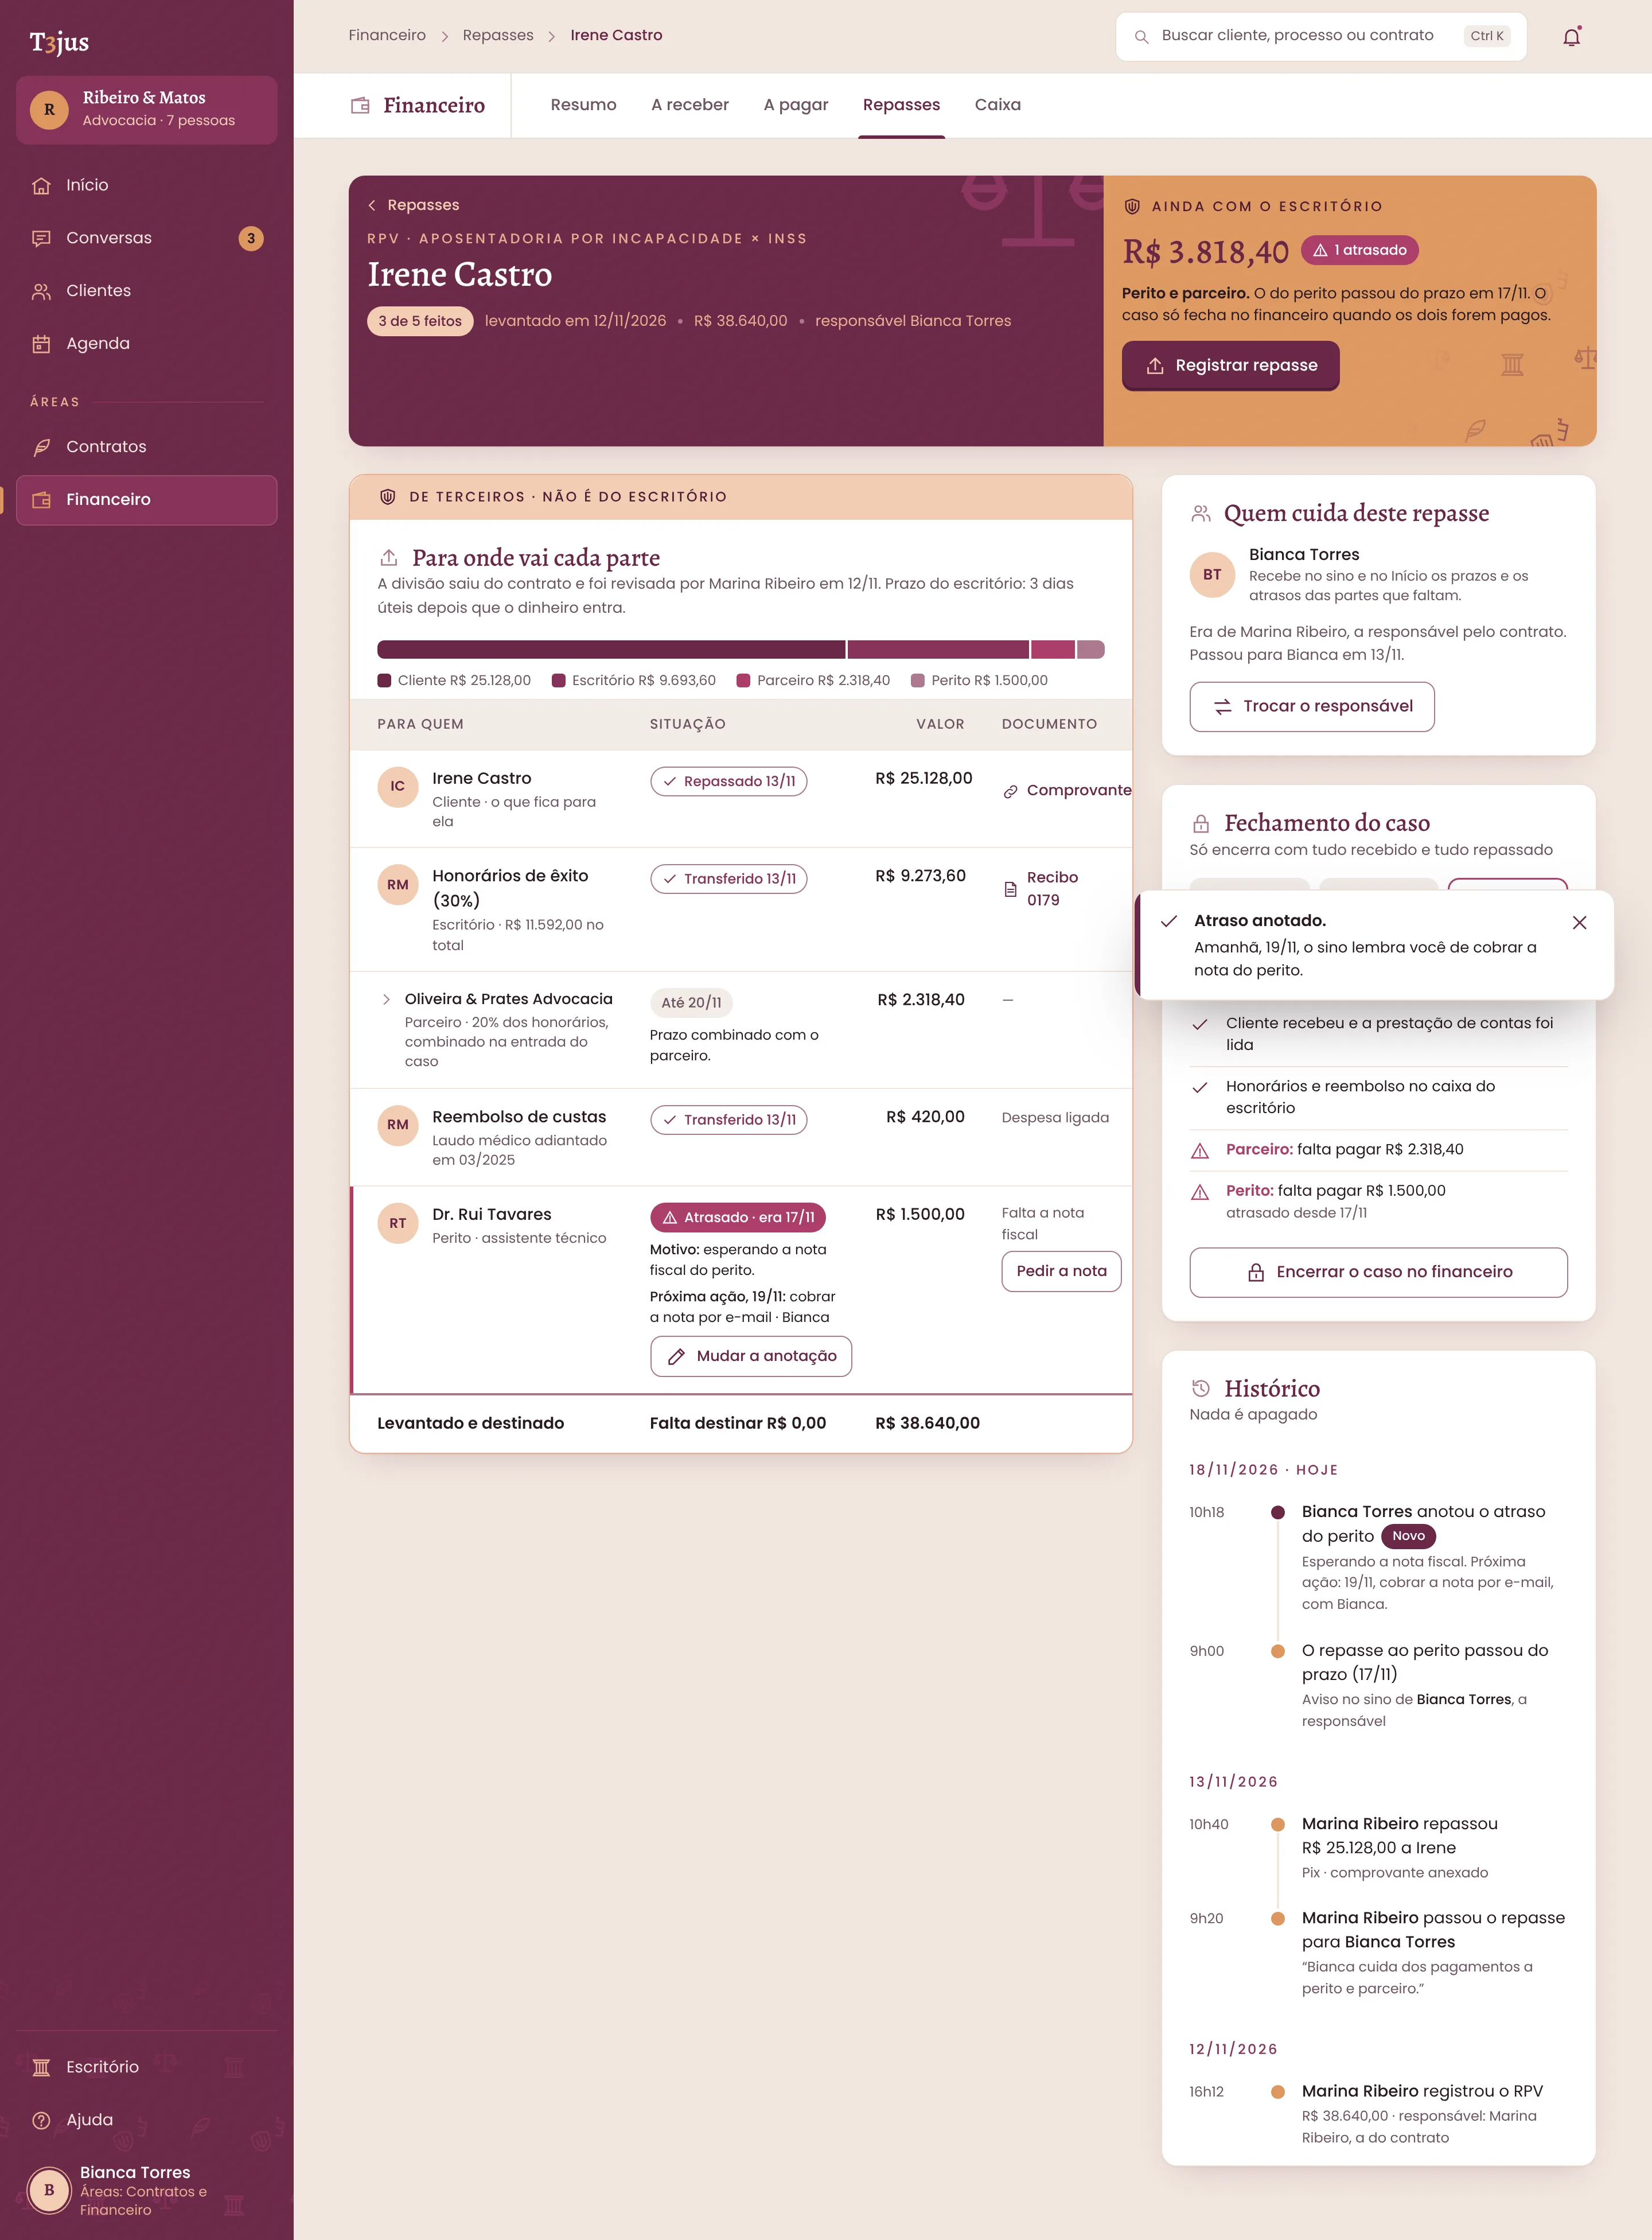 T3jus
R
Ribeiro & Matos
Advocacia · 7 pessoas
Início
Conversas
3
Clientes
Agenda
ÁREAS
Contratos
Financeiro
Escritório
Ajuda
B
Bianca Torres
Áreas: Contratos e
Financeiro
Financeiro
Repasses
Irene Castro
Buscar cliente, processo ou contrato
Ctrl K
Financeiro
Resumo
A receber
A pagar
Repasses
Caixa
Repasses
RPV · APOSENTADORIA POR INCAPACIDADE × INSS
Irene Castro
3 de 5 feitos
levantado em 12/11/2026 • R$ 38.640,00 • responsável Bianca Torres
AINDA COM O ESCRITÓRIO
R$ 3.818,40
1 atrasado
Perito e parceiro. O do perito passou do prazo em 17/11. O
caso só fecha no financeiro quando os dois forem pagos.
Registrar repasse
DE TERCEIROS · NÃO É DO ESCRITÓRIO
Para onde vai cada parte
A divisão saiu do contrato e foi revisada por Marina Ribeiro em 12/11. Prazo do escritório: 3 dias
úteis depois que o dinheiro entra.
Cliente R$ 25.128,00
Escritório R$ 9.693,60
Parceiro R$ 2.318,40
Perito R$ 1.500,00
PARA QUEM
SITUAÇÃO
VALOR
DOCUMENTO
IC
Irene Castro
Cliente · o que fica para
ela
Repassado 13/11
R$ 25.128,00
Comprovante
RM
Honorários de êxito
(30%)
Escritório · R$ 11.592,00 no
total
Transferido 13/11
R$ 9.273,60
Recibo
0179
Oliveira & Prates Advocacia
Parceiro · 20% dos honorários,
combinado na entrada do
caso
Até 20/11
Prazo combinado com o
parceiro.
R$ 2.318,40
—
RM
Reembolso de custas
Laudo médico adiantado
em 03/2025
Transferido 13/11
R$ 420,00
Despesa ligada
RT
Dr. Rui Tavares
Perito · assistente técnico
Atrasado · era 17/11
Motivo: esperando a nota
fiscal do perito.
Próxima ação, 19/11: cobrar
a nota por e-mail · Bianca
Mudar a anotação
R$ 1.500,00
Falta a nota
fiscal
Pedir a nota
Levantado e destinado
Falta destinar R$ 0,00
R$ 38.640,00
Quem cuida deste repasse
BT
Bianca Torres
Recebe no sino e no Início os prazos e os
atrasos das partes que faltam.
Era de Marina Ribeiro, a responsável pelo contrato.
Passou para Bianca em 13/11.
Trocar o responsável
Fechamento do caso
Só encerra com tudo recebido e tudo repassado
Atraso anotado.
Amanhã, 19/11, o sino lembra você de cobrar a
nota do perito.
Cliente recebeu e a prestação de contas foi
lida
Honorários e reembolso no caixa do
escritório
Parceiro: falta pagar R$ 2.318,40
Perito: falta pagar R$ 1.500,00
atrasado desde 17/11
Encerrar o caso no financeiro
Histórico
Nada é apagado
18/11/2026 · HOJE
10h18
Bianca Torres anotou o atraso
do perito
Novo
Esperando a nota fiscal. Próxima
ação: 19/11, cobrar a nota por e-mail,
com Bianca.
9h00
O repasse ao perito passou do
prazo (17/11)
Aviso no sino de Bianca Torres, a
responsável
13/11/2026
10h40
Marina Ribeiro repassou
R$ 25.128,00 a Irene
Pix · comprovante anexado
9h20
Marina Ribeiro passou o repasse
para Bianca Torres
“Bianca cuida dos pagamentos a
perito e parceiro.”
12/11/2026
16h12
Marina Ribeiro registrou o RPV
R$ 38.640,00 · responsável: Marina
Ribeiro, a do contrato